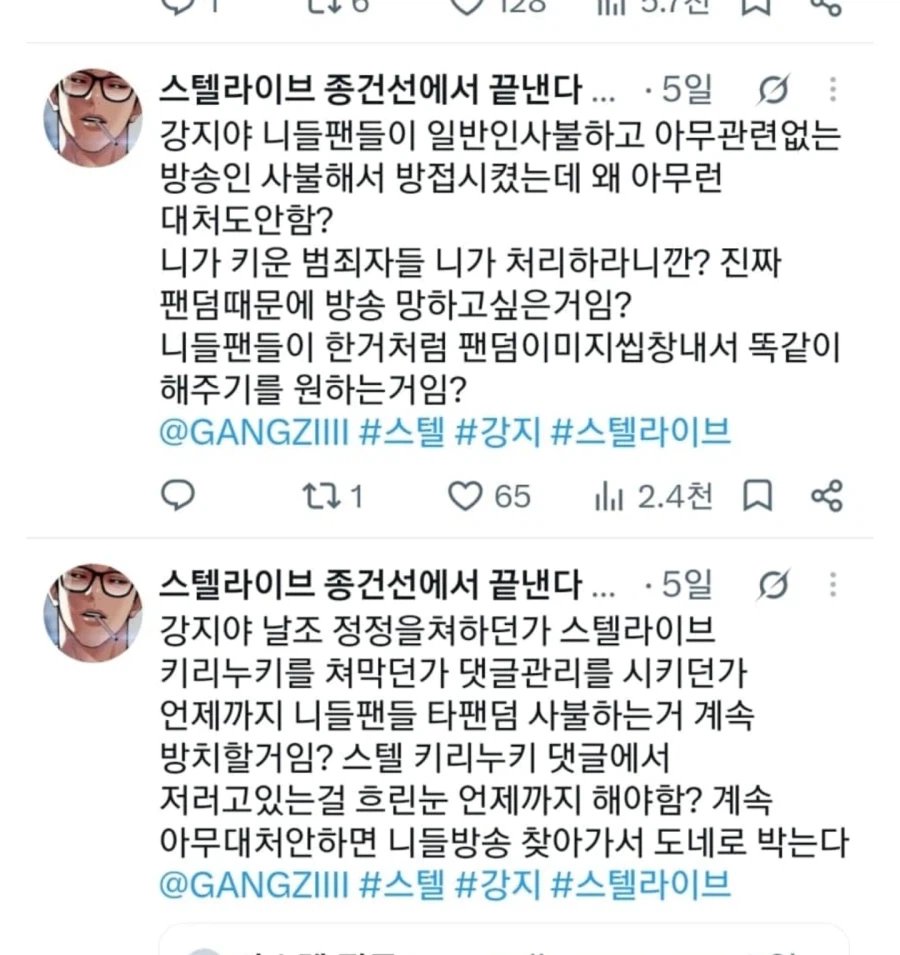 1 6 128 5.7천
스텔라이브 종건선에서 끝낸다 ... · 5일
강지야 니들팬들이 일반인사불하고 아무관련없는
방송인 사불해서 방접시켰는데 왜 아무런
대처도안함?
니가 키운 범죄자들 니가 처리하라니깐? 진짜
팬덤때문에 방송 망하고싶은거임?
니들팬들이 한거처럼 팬덤이미지씹창내서 똑같이
해주기를 원하는거임?
@GANGZIIII #스텔 #강지 #스텔라이브
1 65 2.4천
스텔라이브 종건선에서 끝낸다 ... · 5일
강지야 날조 정정을쳐하던가 스텔라이브
키리누키를 쳐막던가 댓글관리를 시키던가
언제까지 니들팬들 타팬덤 사불하는거 계속
방치할거임? 스텔 키리누키 댓글에서
저러고있는걸 흐린눈 언제까지 해야함? 계속
아무대처안하면 니들방송 찾아가서 도네로 박는다
@GANGZIIII #스텔 #강지 #스텔라이브